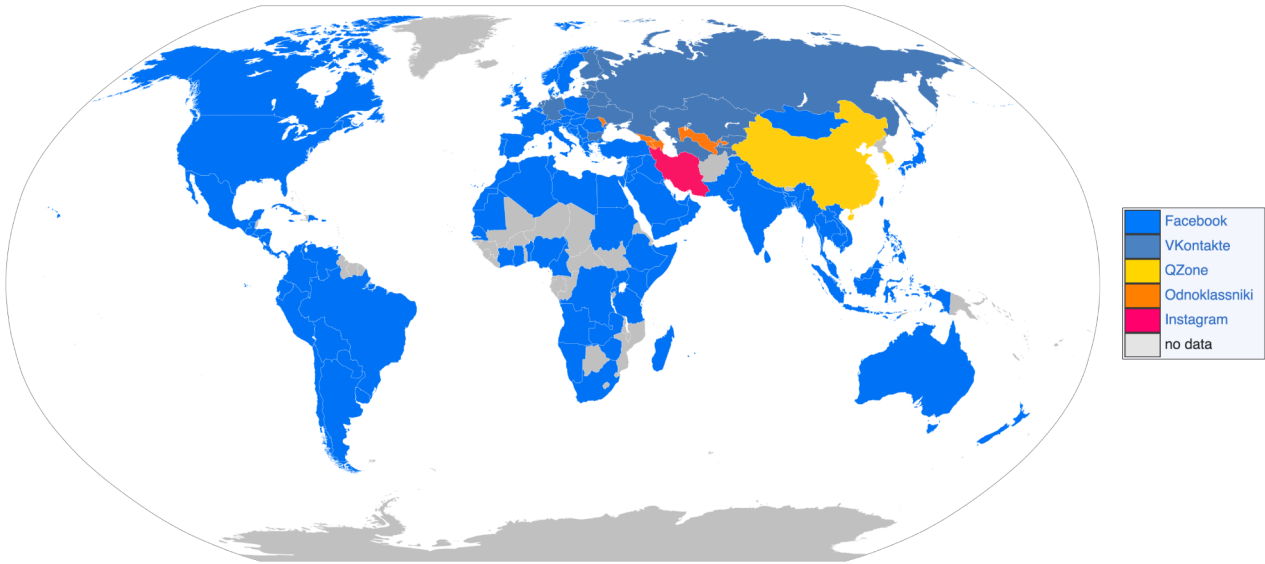 Facebook
VKontakte
QZone
Odnoklassniki
Instagram
no data